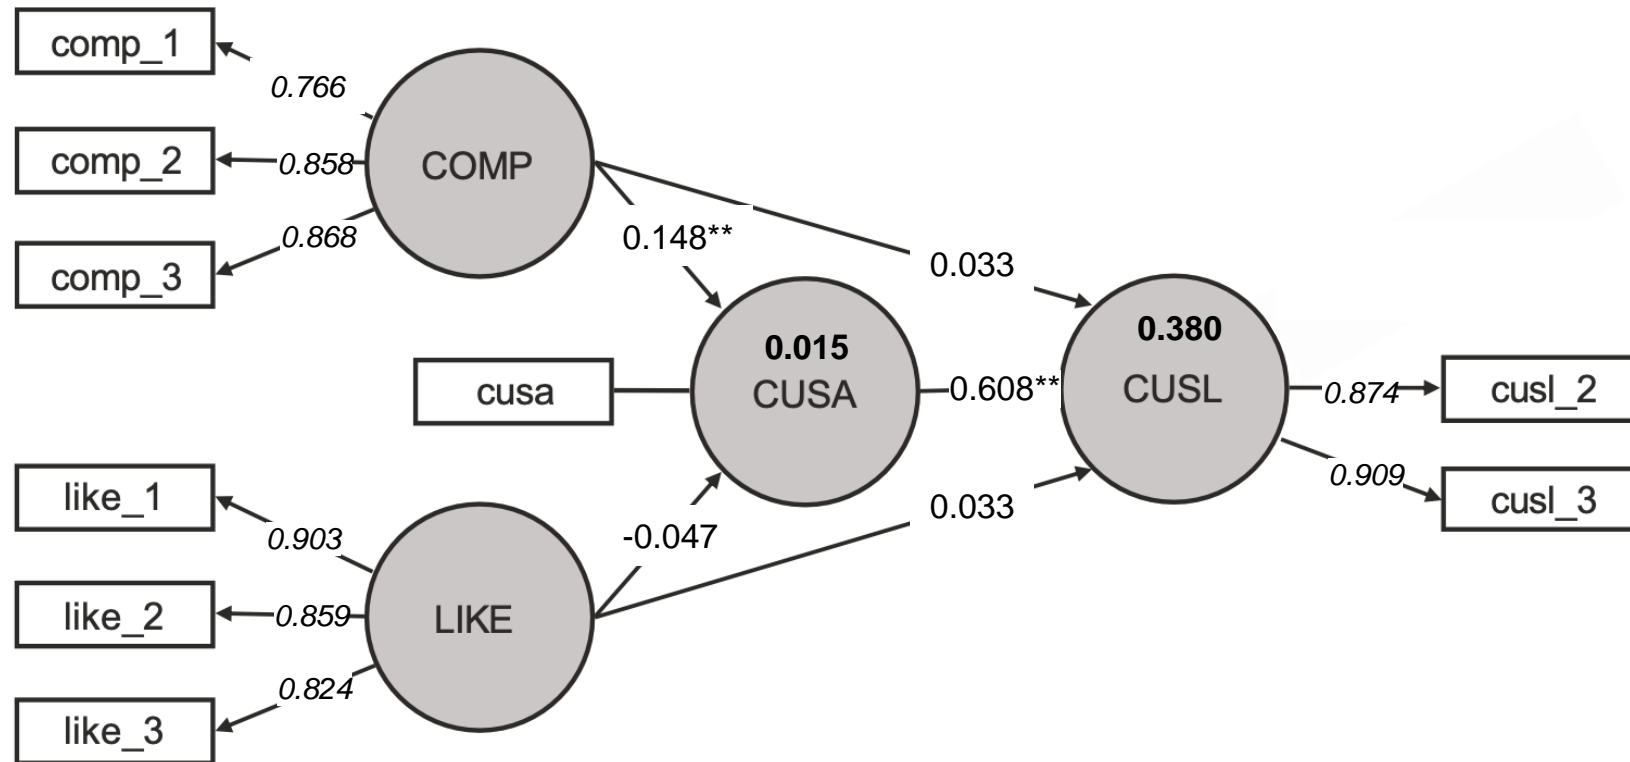 comp_1
0.766
comp_2
0.858
COMP
comp_3
0.868
0.148**
0.033
cusa
0.015
CUSA
0.608**
0.380
CUSL
0.874
cusl_2
0.909
cusl_3
like_1
0.903
-0.047
0.033
like_2
0.859
LIKE
like_3
0.824